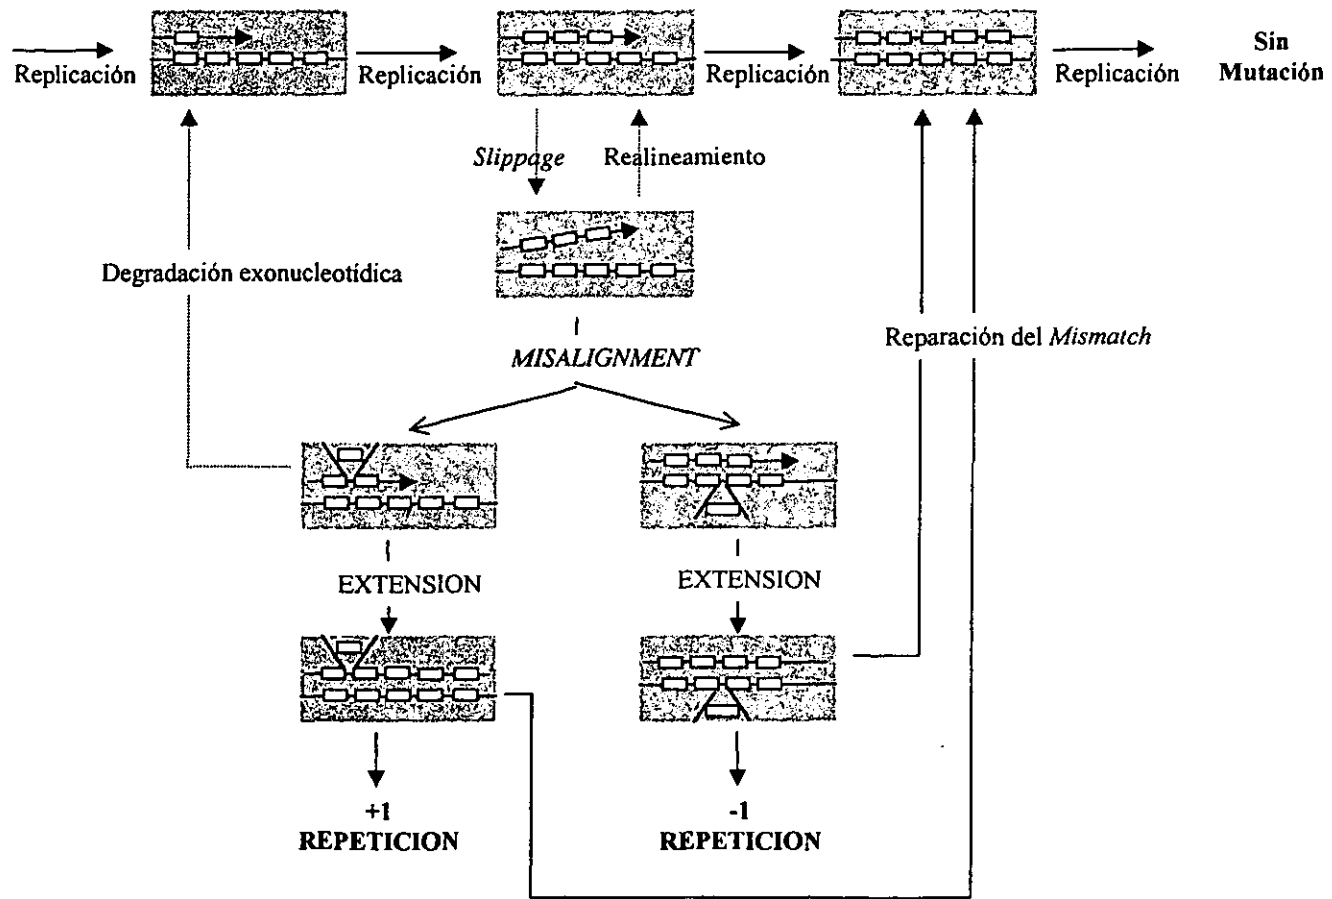 Replicación
Replicación
Replicación
Replicación
Sin
Mutación
Slippage
Realineamiento
Degradación exonucleotídica
MISALIGNMENT
Reparación del Mismatch
EXTENSION
EXTENSION
+1
REPETICION
-1
REPETICION